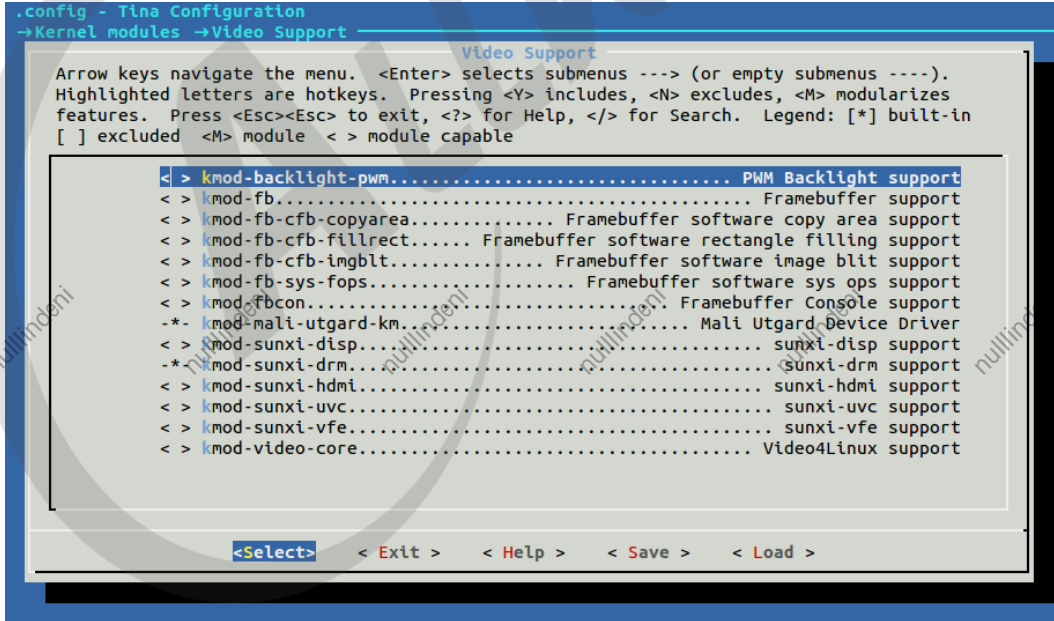 .config - Tina Configuration
→Kernel modules →Video Support
Video Support
Arrow keys navigate the menu.  <Enter> selects submenus ---> (or empty submenus ----).
Highlighted letters are hotkeys.  Pressing <Y> includes, <N> excludes, <M> modularizes
features.  Press <Esc><Esc> to exit, <?> for Help, </> for Search.  Legend: [*] built-in
[ ] excluded  <M> module  < > module capable
< > kmod-backlight-pwm................................. PWM Backlight support
< > kmod-fb.............................................. Framebuffer support
< > kmod-fb-cfb-copyarea.............. Framebuffer software copy area support
< > kmod-fb-cfb-fillrect...... Framebuffer software rectangle filling support
< > kmod-fb-cfb-imgblt............... Framebuffer software image blit support
< > kmod-fb-sys-fops.................... Framebuffer software sys ops support
< > kmod-fbcon................................... Framebuffer Console support
-*- kmod-mali-utgard-km............................ Mali Utgard Device Driver
< > kmod-sunxi-disp....................................... sunxi-disp support
-*- kmod-sunxi-drm......................................... sunxi-drm support
< > kmod-sunxi-hdmi....................................... sunxi-hdmi support
< > kmod-sunxi-uvc......................................... sunxi-uvc support
< > kmod-sunxi-vfe......................................... sunxi-vfe support
< > kmod-video-core...................................... Video4Linux support
<Select>    < Exit >    < Help >    < Save >    < Load >
nulllindeni
nulllindeni
nulllindeni
nulllindeni
nulllindeni